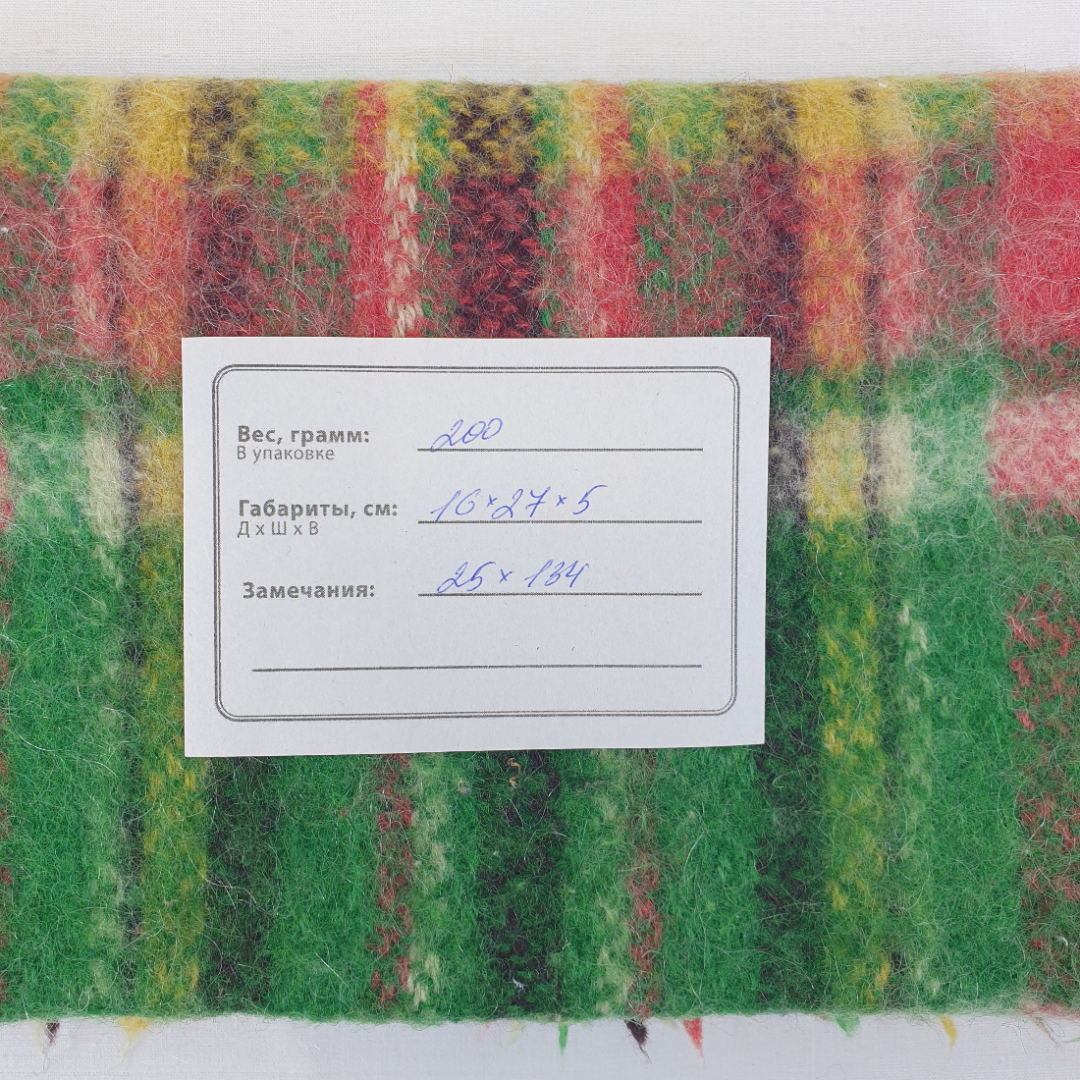 Вес, грамм: 200
В упаковке
Габариты, см: 16×27×5
Д х Ш х В
Замечания: 25 × 134